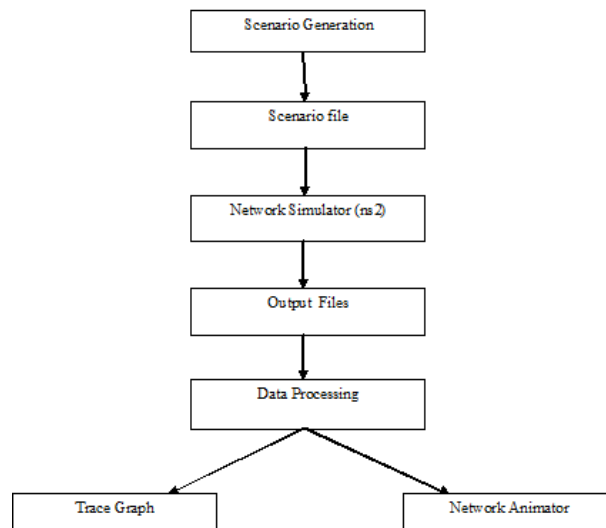 Scenario Generation
Scenario file
Network Simulator (ns2)
Output Files
Data Processing
Trace Graph
Network Animator